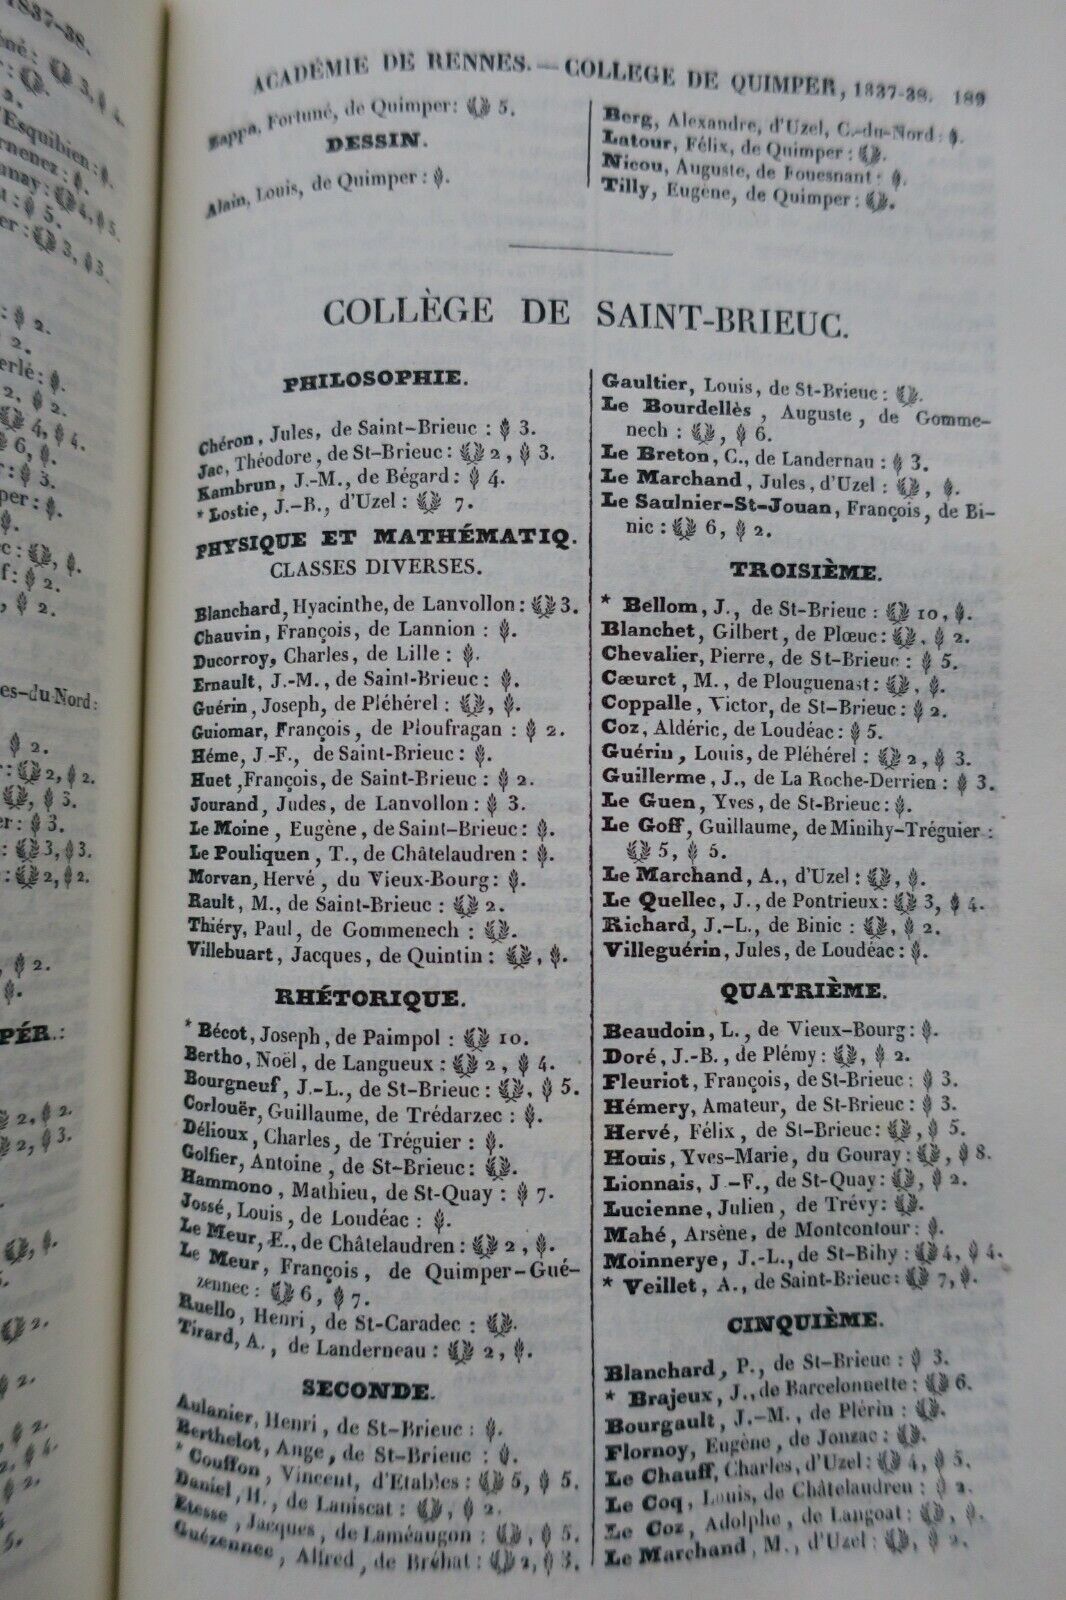 1837-38.
ACADÉMIE DE RENNES. — COLLEGE DE QUIMPER, 1837-38. 189
Zappa, Fortuné, de Quimper: 5.
DESSIN.
Alain, Louis, de Quimper : .
Berg, Alexandre, d'Uzel, C.-du-Nord : .
Latour, Félix, de Quimper : .
Nicou, Auguste, de Fouesnant : .
Tilly, Eugène, de Quimper : .
COLLÈGE DE SAINT-BRIEUC.
PHILOSOPHIE.
Chéron, Jules, de Saint-Brieuc : 3.
Jac, Théodore, de St-Brieuc : 2, 3.
Kambrun, J.-M., de Bégard : 4.
* Lostie, J.-B., d'Uzel : 7.
PHYSIQUE ET MATHÉMATIQ.
CLASSES DIVERSES.
Blanchard, Hyacinthe, de Lanvollon : 3.
Chauvin, François, de Lannion : .
Ducorroy, Charles, de Lille : .
Ernault, J.-M., de Saint-Brieuc : .
Guérin, Joseph, de Pléhérel : , .
Guiomar, François, de Ploufragan : 2.
Héme, J.-F., de Saint-Brieuc : .
Huet, François, de Saint-Brieuc : 2.
Jourand, Judes, de Lanvollon : 3.
Le Moine, Eugène, de Saint-Brieuc : .
Le Pouliquen, T., de Châtelaudren : .
Morvan, Hervé, du Vieux-Bourg : .
Rault, M., de Saint-Brieuc : 2.
Thiéry, Paul, de Gommenech : .
Villebuart, Jacques, de Quintin : , .
RHÉTORIQUE.
* Bécot, Joseph, de Paimpol : 10.
Bertho, Noël, de Langueux : 2, 4.
Bourgneuf, J.-L., de St-Brieuc : , 5.
Corlouër, Guillaume, de Trédarzec : .
Délioux, Charles, de Tréguier : .
Golfier, Antoine, de St-Brieuc : .
Hammono, Mathieu, de St-Quay : 7.
Jossé, Louis, de Loudéac : .
Le Meur, E., de Châtelaudren : 2, .
Le Meur, François, de Quimper-Gué-
zennec : 6, 7.
Ruello, Henri, de St-Caradec : .
Tirard, A., de Landerneau : 2, .
SECONDE.
Aulanier, Henri, de St-Brieuc : .
Berthelot, Ange, de St-Brieuc : .
* Couffon, Vincent, d'Etables : 5, 5.
Daniel, H., de Laniscat : , 2.
Etesse, Jacques, de Laméaugon : , 5.
Guézennec, Alfred, de Bréhat : 2, 3.
Gaultier, Louis, de St-Brieuc : .
Le Bourdellès, Auguste, de Gomme-
nech : , 6.
Le Breton, C., de Landernau : 3.
Le Marchand, Jules, d'Uzel : , .
Le Saulnier-St-Jouan, François, de Bi-
nic : 6, 2.
TROISIÈME.
* Bellom, J., de St-Brieuc : 10, .
Blanchet, Gilbert, de Plœuc : , 2.
Chevalier, Pierre, de St-Brieuc : 5.
Cœuret, M., de Plouguenast : , .
Coppalle, Victor, de St-Brieuc : 2.
Coz, Aldéric, de Loudéac : 5.
Guérin, Louis, de Pléhérel : 2, 3.
Guillerme, J., de La Roche-Derrien : 3.
Le Guen, Yves, de St-Brieuc : .
Le Goff, Guillaume, de Minihy-Tréguier :
5, 5.
Le Marchand, A., d'Uzel : , .
Le Quellec, J., de Pontrieux : 3, 4.
Richard, J.-L., de Binic : , 2.
Villeguérin, Jules, de Loudéac : .
QUATRIÈME.
Beaudoin, L., de Vieux-Bourg : .
Doré, J.-B., de Plémy : , 2.
Fleuriot, François, de St-Brieuc : 3.
Hémery, Amateur, de St-Brieuc : 3.
Hervé, Félix, de St-Brieuc : , 5.
Houis, Yves-Marie, du Gouray : , 8.
Lionnais, J.-F., de St-Quay : , 2.
Lucienne, Julien, de Trévy : .
Mahé, Arsène, de Montcontour : .
Moinnerye, J.-L., de St-Bihy : 4, 4.
* Veillet, A., de Saint-Brieuc : 7, .
CINQUIÈME.
Blanchard, P., de St-Brieuc : 3.
* Brajeux, J., de Barcelonnette : 6.
Bourgault, J.-M., de Plérin : .
Flornoy, Eugène, de Jonzac : .
Le Chauff, Charles, d'Uzel : 4, 5.
Le Coq, Louis, de Châtelaudren : 2.
Le Coz, Adolphe, de Langoat : , .
Le Marchand, M., d'Uzel : , 2.